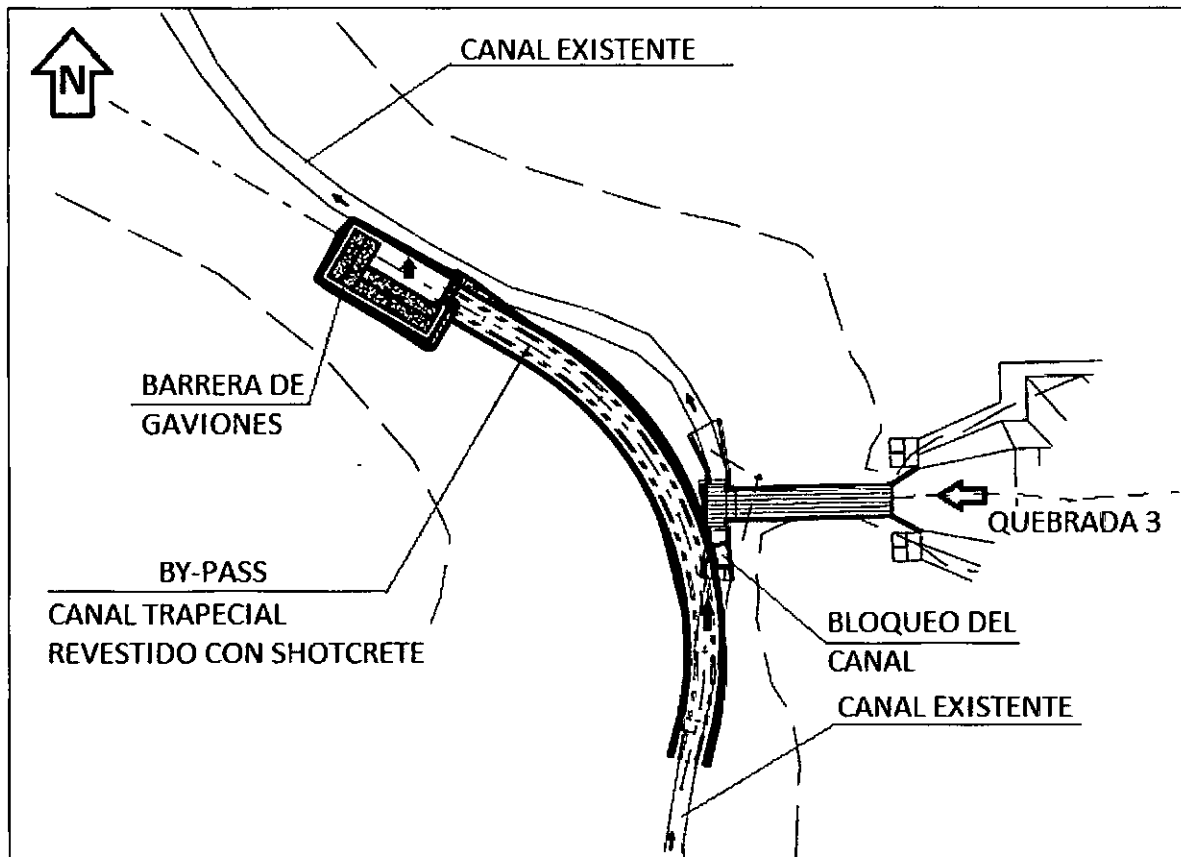 CANAL EXISTENTE
N
BARRERA DE
GAVIONES
QUEBRADA 3
BY-PASS
CANAL TRAPECIAL
REVESTIDO CON SHOTCRETE
BLOQUEO DEL
CANAL
CANAL EXISTENTE